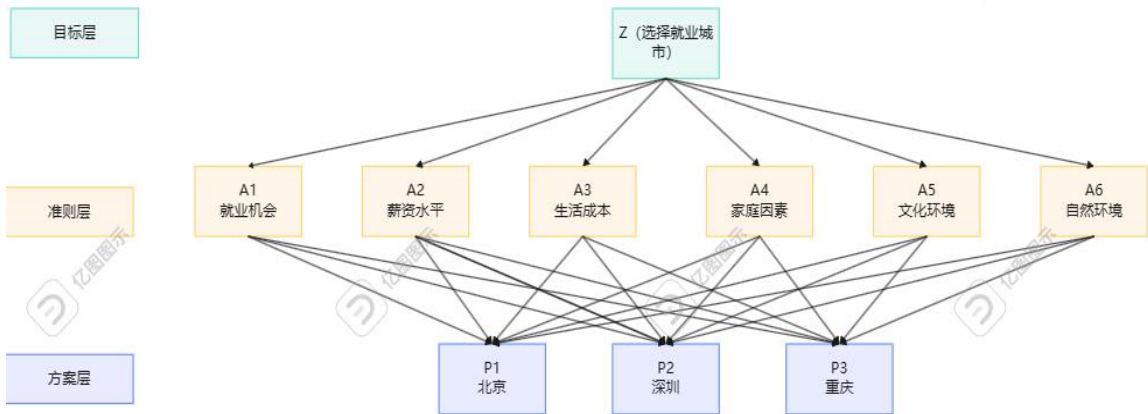 目标层
Z（选择就业城
市）
准则层
A1
就业机会
A2
薪资水平
A3
生活成本
A4
家庭因素
A5
文化环境
A6
自然环境
亿图图示
亿图图示
亿图图示
亿图图示
方案层
P1
北京
P2
深圳
P3
重庆